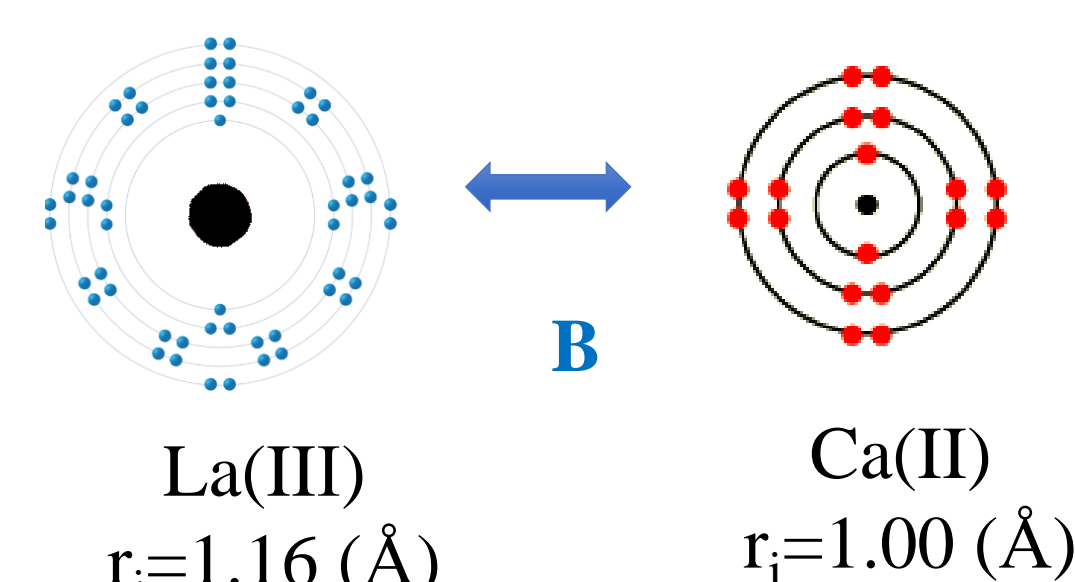 B
La(III)
Ca(II)
rᵢ=1.16 (Å)
rᵢ=1.00 (Å)